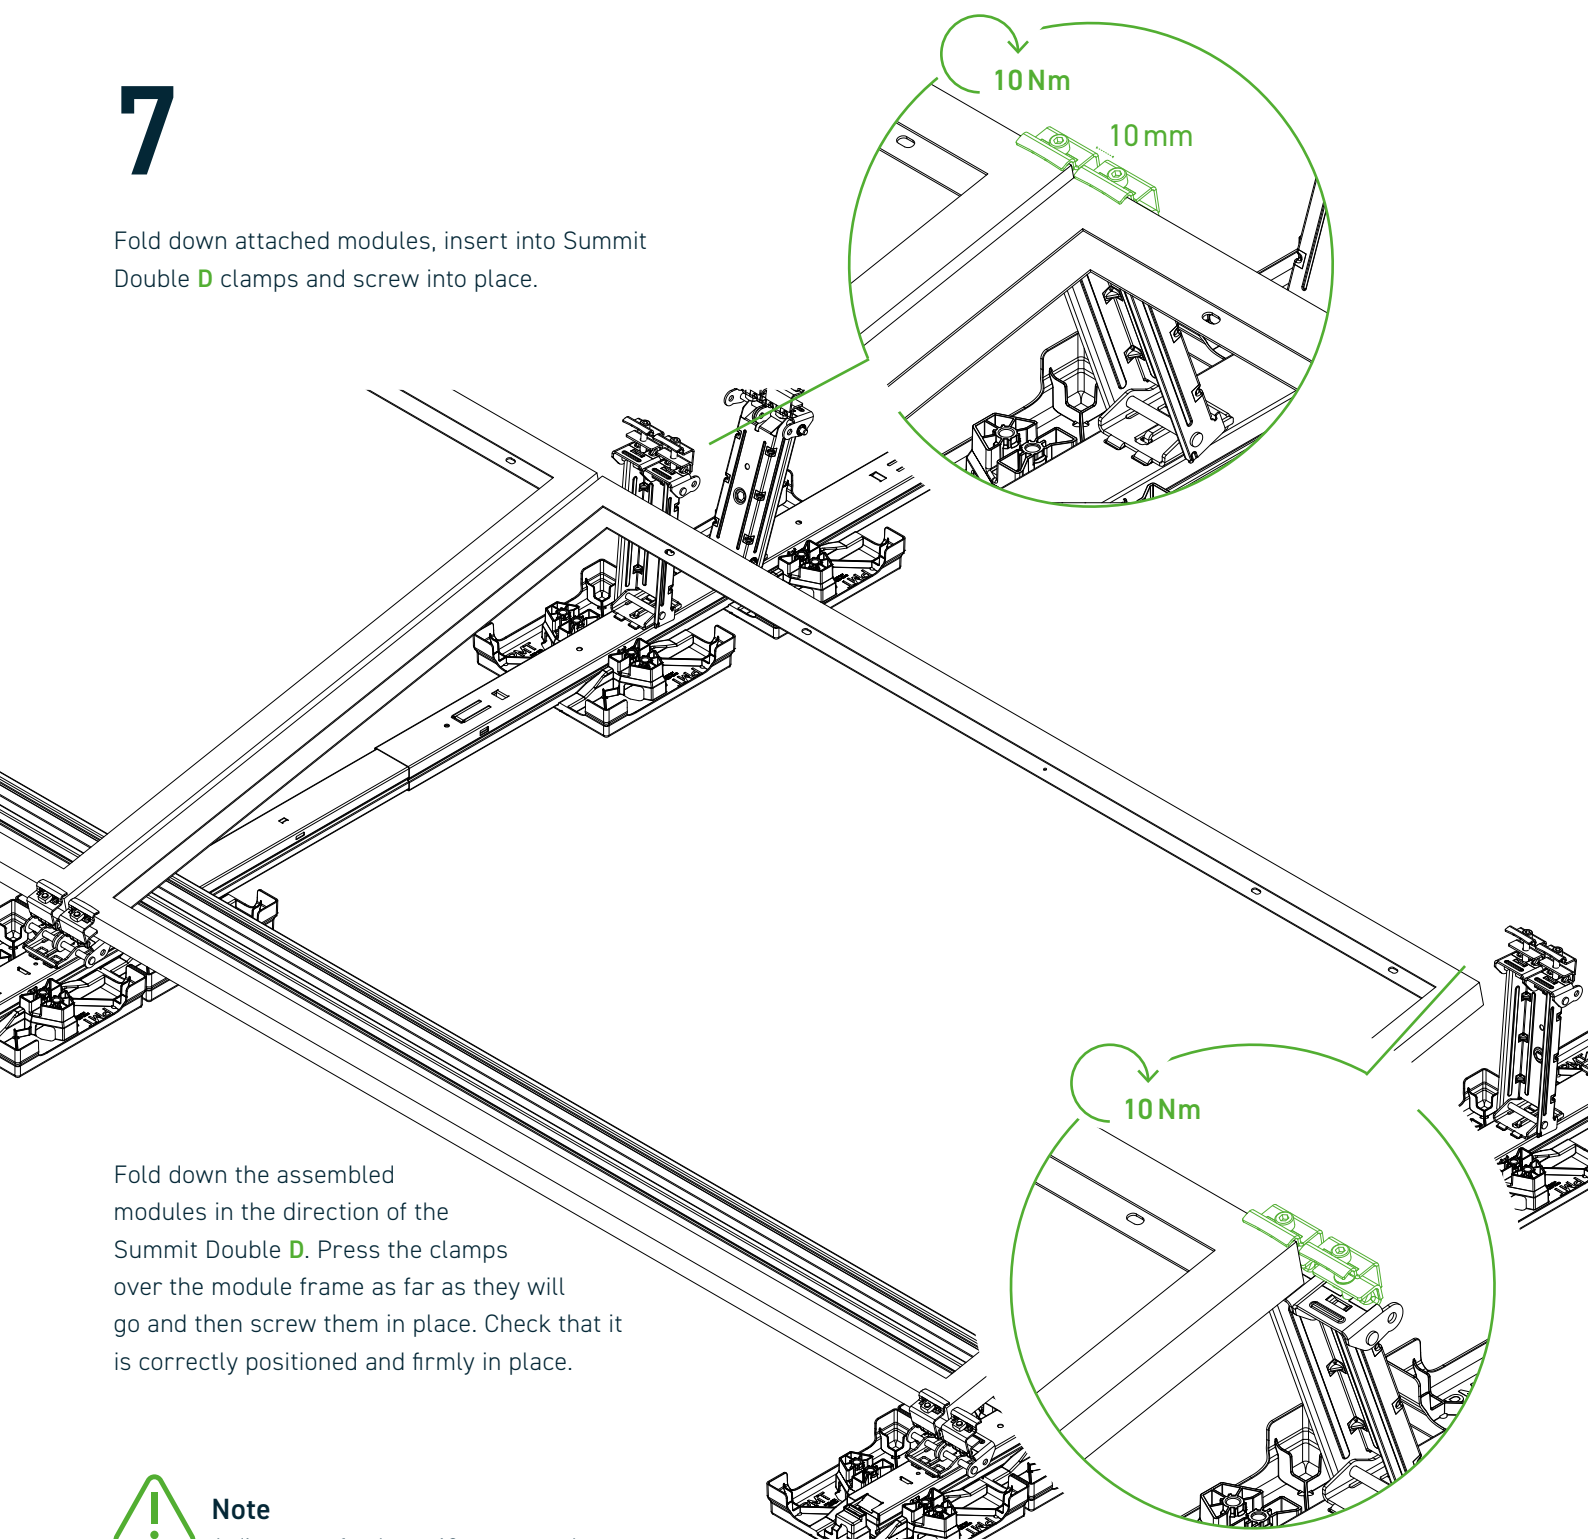 7
Fold down attached modules, insert into Summit
Double D clamps and screw into place.
10 Nm
10 mm
10 Nm
Fold down the assembled
modules in the direction of the
Summit Double D. Press the clamps
over the module frame as far as they will
go and then screw them in place. Check that it
is correctly positioned and firmly in place.
Note